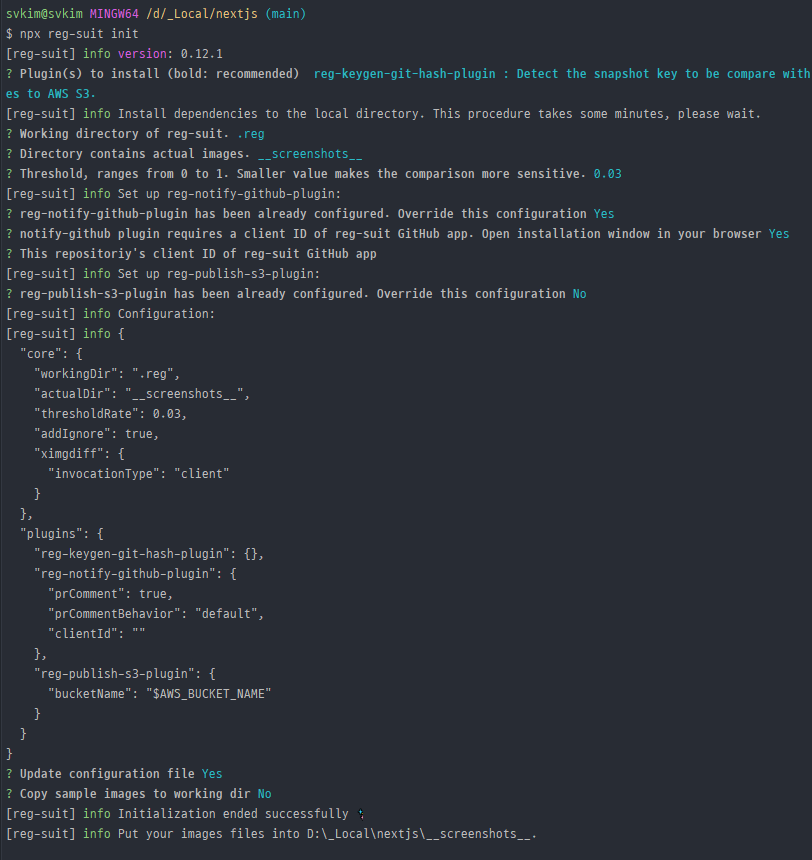 svkim@svkim MINGW64 /d/_Local/nextjs (main)
$ npx reg-suit init
[reg-suit] info version: 0.12.1
? Plugin(s) to install (bold: recommended)  reg-keygen-git-hash-plugin : Detect the snapshot key to be compare with
es to AWS S3.
[reg-suit] info Install dependencies to the local directory. This procedure takes some minutes, please wait.
? Working directory of reg-suit. .reg
? Directory contains actual images. __screenshots__
? Threshold, ranges from 0 to 1. Smaller value makes the comparison more sensitive. 0.03
[reg-suit] info Set up reg-notify-github-plugin:
? reg-notify-github-plugin has been already configured. Override this configuration Yes
? notify-github plugin requires a client ID of reg-suit GitHub app. Open installation window in your browser Yes
? This repositoriy's client ID of reg-suit GitHub app
[reg-suit] info Set up reg-publish-s3-plugin:
? reg-publish-s3-plugin has been already configured. Override this configuration No
[reg-suit] info Configuration:
[reg-suit] info {
  "core": {
    "workingDir": ".reg",
    "actualDir": "__screenshots__",
    "thresholdRate": 0.03,
    "addIgnore": true,
    "ximgdiff": {
      "invocationType": "client"
    }
  },
  "plugins": {
    "reg-keygen-git-hash-plugin": {},
    "reg-notify-github-plugin": {
      "prComment": true,
      "prCommentBehavior": "default",
      "clientId": ""
    },
    "reg-publish-s3-plugin": {
      "bucketName": "$AWS_BUCKET_NAME"
    }
  }
}
? Update configuration file Yes
? Copy sample images to working dir No
[reg-suit] info Initialization ended successfully
[reg-suit] info Put your images files into D:\_Local\nextjs\__screenshots__.